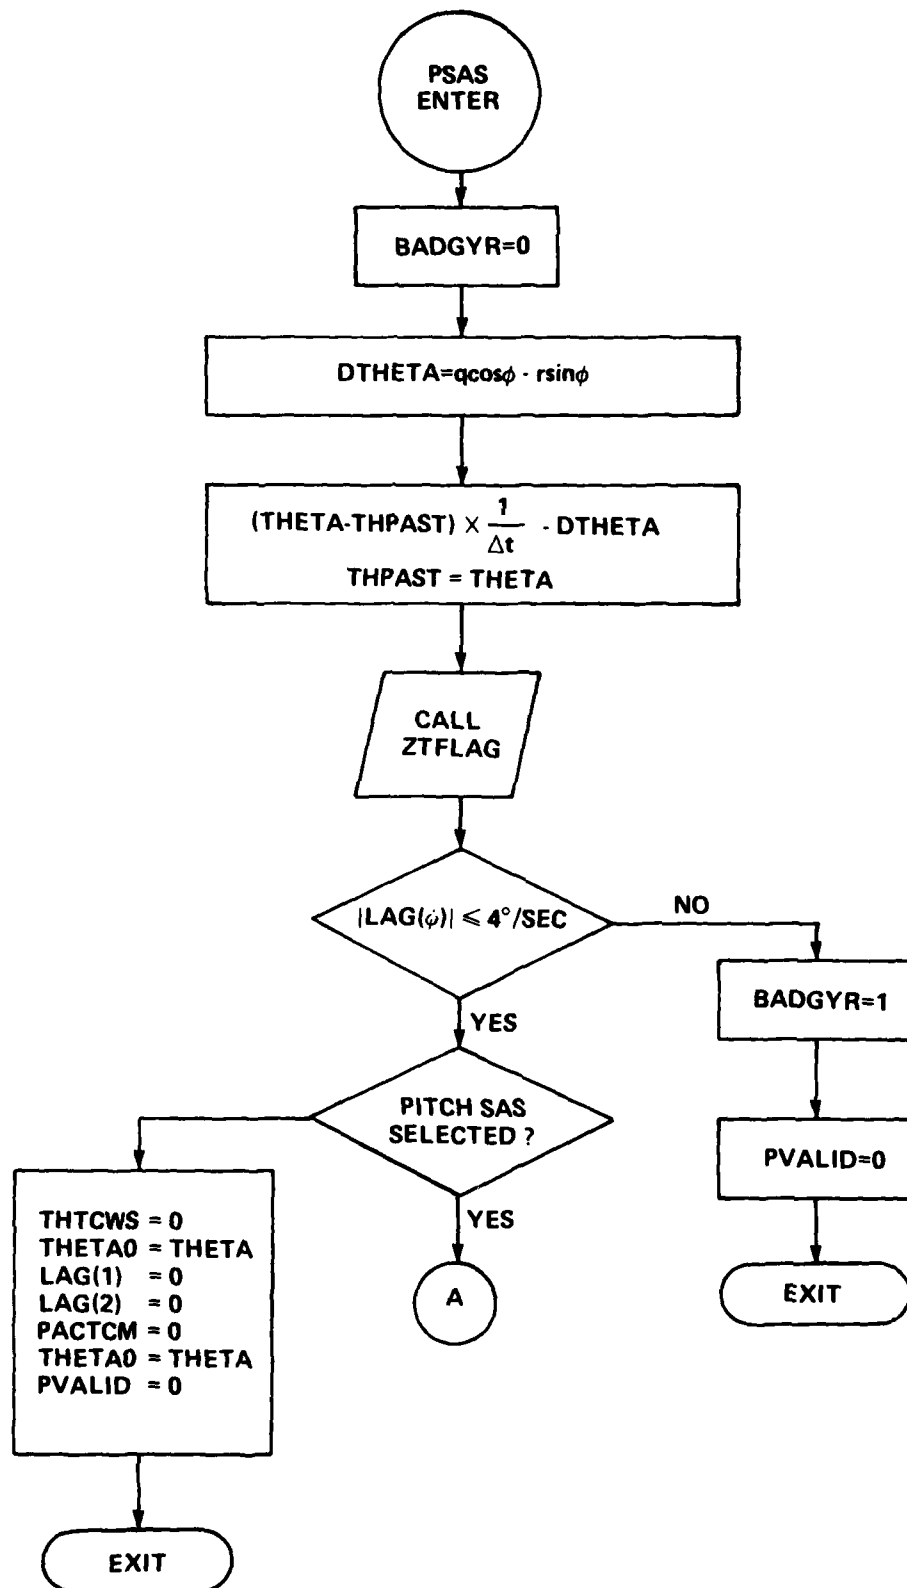 PSAS
ENTER
BADGYR=0
DTHETA=qcosϕ - rsinϕ
(THETA-THPAST) × 1/Δt - DTHETA
THPAST = THETA
CALL
ZTFLAG
|LAG(ω̇)| ⩽ 4°/SEC
NO
BADGYR=1
YES
PITCH SAS
SELECTED ?
PVALID=0
YES
THTCWS = 0
THETA0 = THETA
LAG(1) = 0
LAG(2) = 0
PACTCM = 0
THETA0 = THETA
PVALID = 0
A
EXIT
EXIT